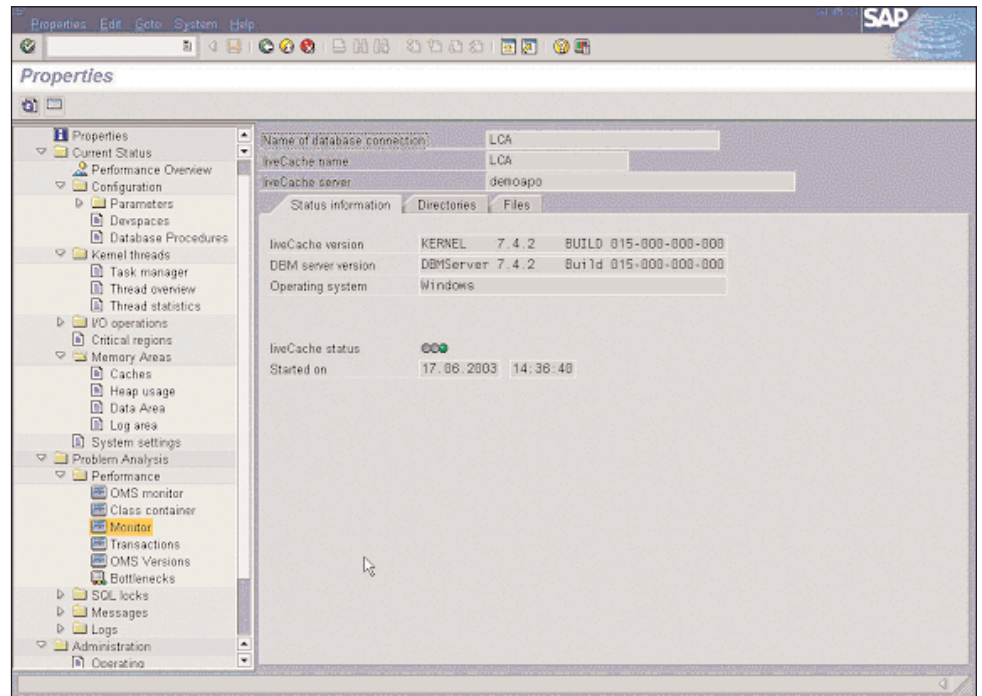 Properties Edit Goto System Help
SAP
Properties
Properties
Current Status
Performance Overview
Configuration
Parameters
Devspaces
Database Procedures
Kernel threads
Task manager
Thread overview
Thread statistics
I/O operations
Critical regions
Memory Areas
Caches
Heap usage
Data Area
Log area
System settings
Problem Analysis
Performance
OMS monitor
Class container
Monitor
Transactions
OMS Versions
Bottlenecks
SQL locks
Messages
Logs
Administration
Operating
Name of database connection LCA
liveCache name LCA
liveCache server demoapo
Status information Directories Files
liveCache version KERNEL 7.4.2 BUILD 015-000-000-000
DBM server version DBMServer 7.4.2 Build 015-000-000-000
Operating system Windows
liveCache status
Started on 17.06.2003 14:36:40